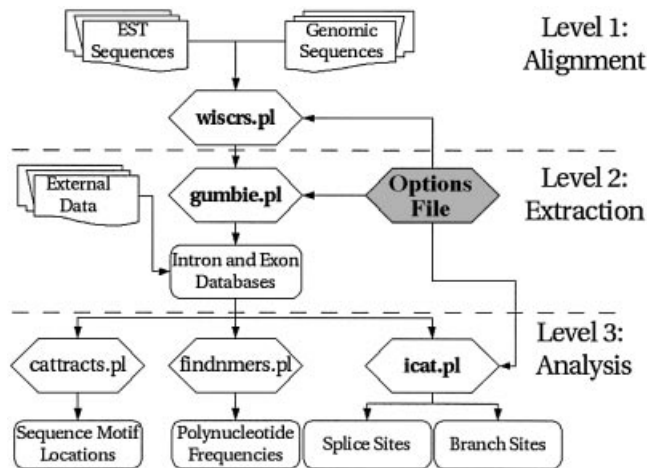 EST
Sequences
Genomic
Sequences
Level 1:
Alignment
wiscrs.pl
External
Data
gumbie.pl
Options
File
Level 2:
Extraction
Intron and Exon
Databases
Level 3:
Analysis
cattracts.pl
findnmers.pl
icat.pl
Sequence Motif
Locations
Polynucleotide
Frequencies
Splice Sites
Branch Sites